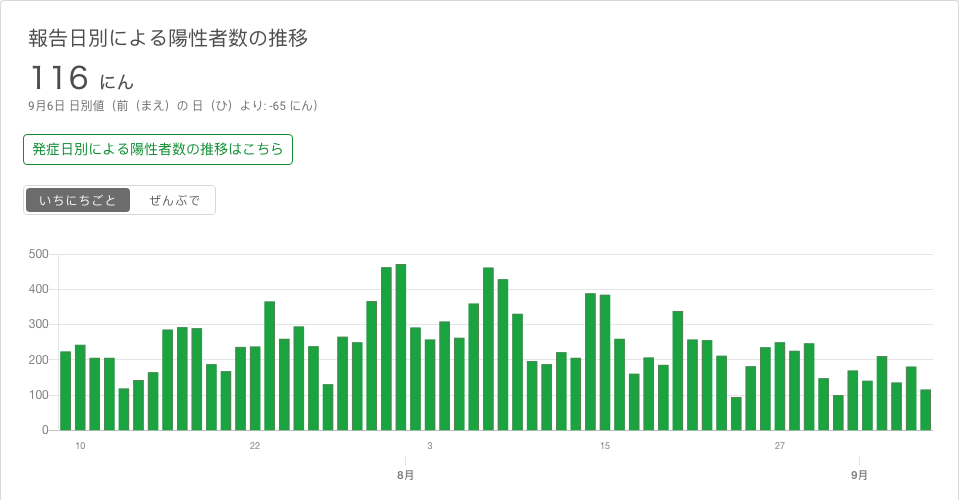 報告日別による陽性者数の推移
116 にん
9月6日 日別値（前（まえ）の 日（ひ）より: -65 にん）
発症日別による陽性者数の推移はこちら
いちにちごと ぜんぶで
500
400
300
200
100
0
10 22 3 15 27
8月 9月